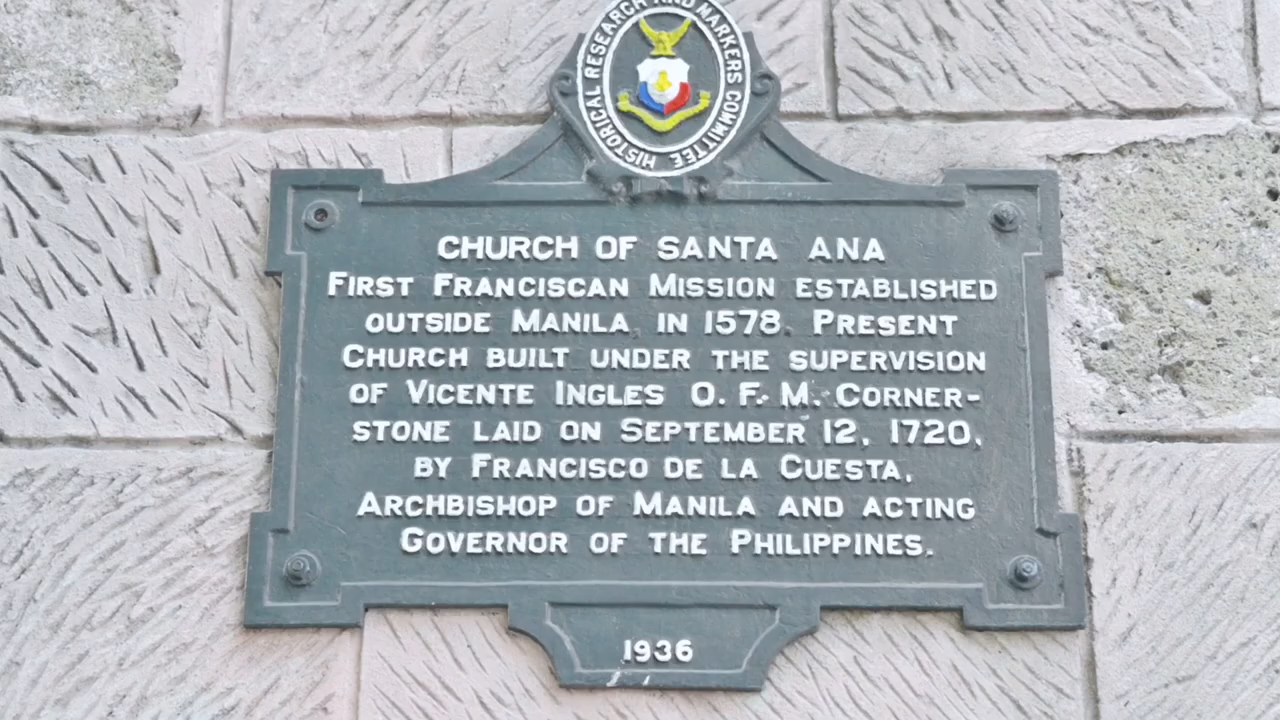 HISTORICAL RESEARCH AND MARKERS COMMITTEE
CHURCH OF SANTA ANA
FIRST FRANCISCAN MISSION ESTABLISHED
OUTSIDE MANILA IN 1578. PRESENT
CHURCH BUILT UNDER THE SUPERVISION
OF VICENTE INGLES O. F. M. CORNER-
STONE LAID ON SEPTEMBER 12, 1720,
BY FRANCISCO DE LA CUESTA,
ARCHBISHOP OF MANILA AND ACTING
GOVERNOR OF THE PHILIPPINES.
1936